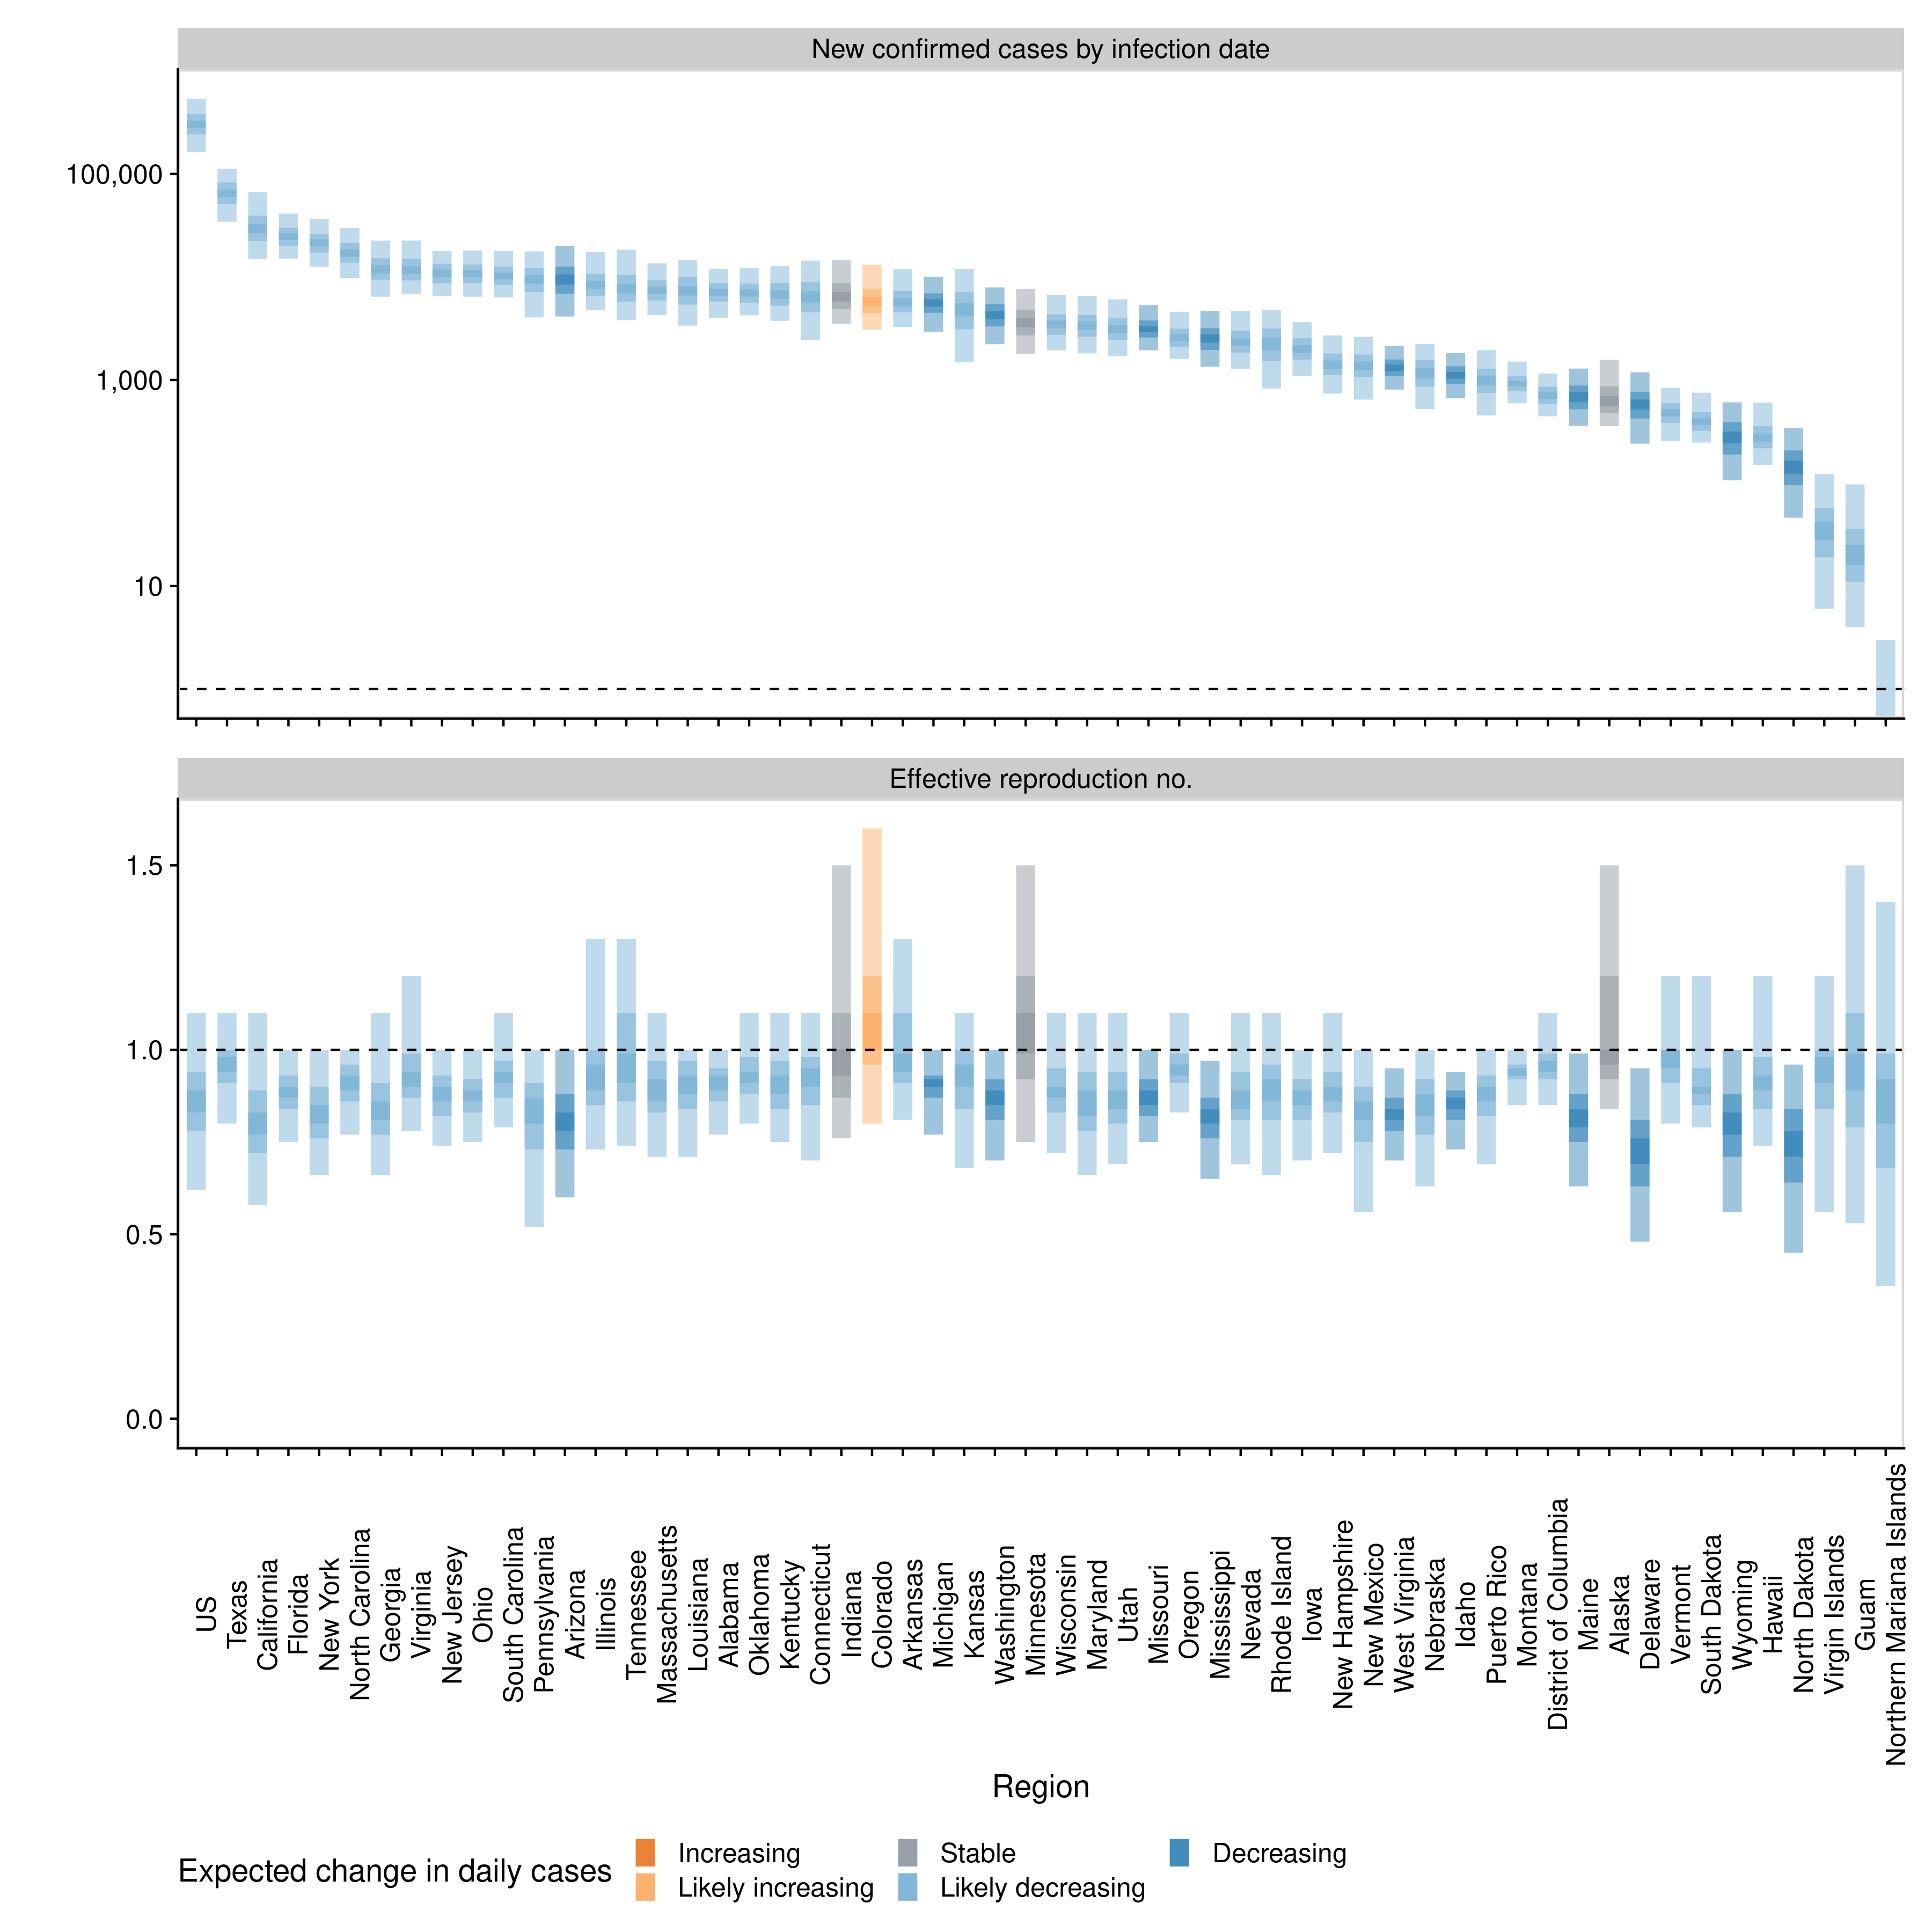 New confirmed cases by infection date
100,000
1,000
10
Effective reproduction no.
1.5
1.0
0.5
0.0
US
Texas
California
Florida
New York
North Carolina
Georgia
Virginia
New Jersey
Ohio
South Carolina
Pennsylvania
Arizona
Illinois
Tennessee
Massachusetts
Louisiana
Alabama
Oklahoma
Kentucky
Connecticut
Indiana
Colorado
Arkansas
Michigan
Kansas
Washington
Minnesota
Wisconsin
Maryland
Utah
Missouri
Oregon
Mississippi
Nevada
Rhode Island
Iowa
New Hampshire
New Mexico
West Virginia
Nebraska
Idaho
Puerto Rico
Montana
District of Columbia
Maine
Alaska
Delaware
Vermont
South Dakota
Wyoming
Hawaii
North Dakota
Virgin Islands
Guam
Northern Mariana Islands
Region
Expected change in daily cases
Increasing
Likely increasing
Stable
Likely decreasing
Decreasing